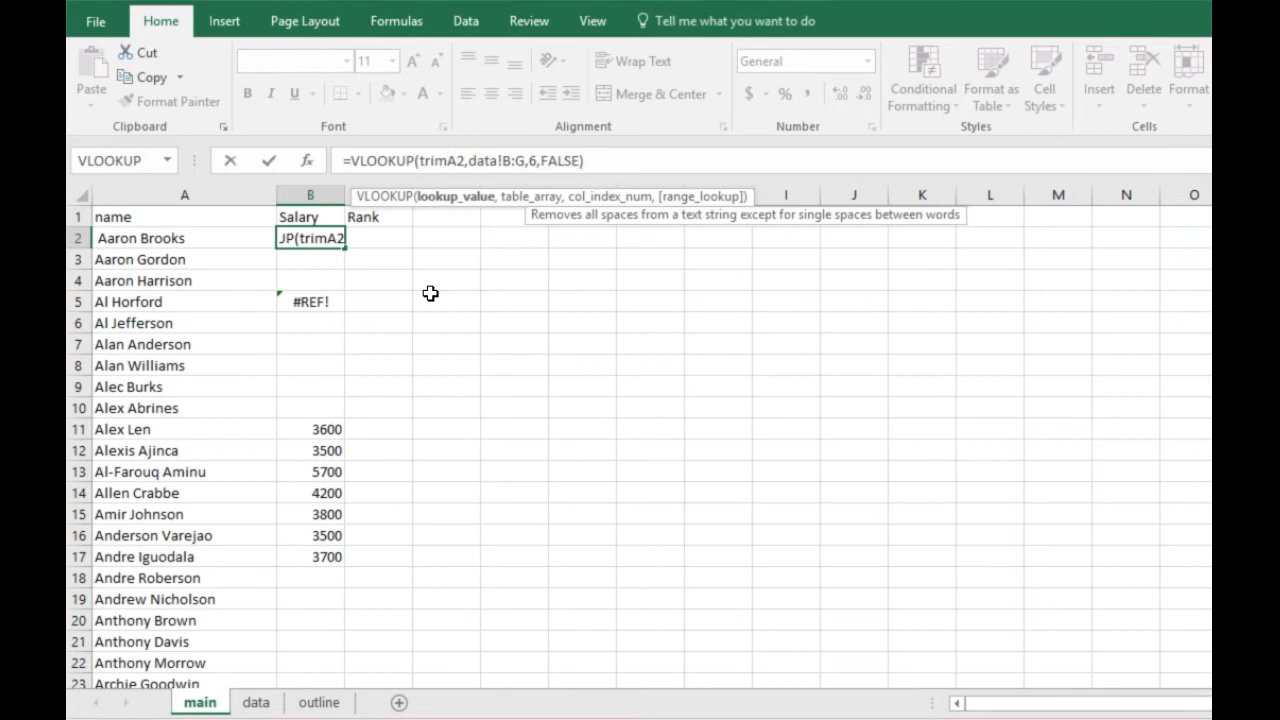 File Home Insert Page Layout Formulas Data Review View Tell me what you want to do
Cut
Copy
Format Painter
Paste
11
Wrap Text
Merge & Center
General
$ % ,
Conditional Formatting
Format as Table
Cell Styles
Insert Delete Format
Clipboard Font Alignment Number Styles Cells
VLOOKUP fx =VLOOKUP(trimA2,data!B:G,6,FALSE)
VLOOKUP(lookup_value, table_array, col_index_num, [range_lookup])
Removes all spaces from a text string except for single spaces between words
A B I J K L M N O
1 name Salary Rank
2 Aaron Brooks JP(trimA2
3 Aaron Gordon
4 Aaron Harrison
5 Al Horford #REF!
6 Al Jefferson
7 Alan Anderson
8 Alan Williams
9 Alec Burks
10 Alex Abrines
11 Alex Len 3600
12 Alexis Ajinca 3500
13 Al-Farouq Aminu 5700
14 Allen Crabbe 4200
15 Amir Johnson 3800
16 Anderson Varejao 3500
17 Andre Iguodala 3700
18 Andre Roberson
19 Andrew Nicholson
20 Anthony Brown
21 Anthony Davis
22 Anthony Morrow
23 Archie Goodwin
main data outline